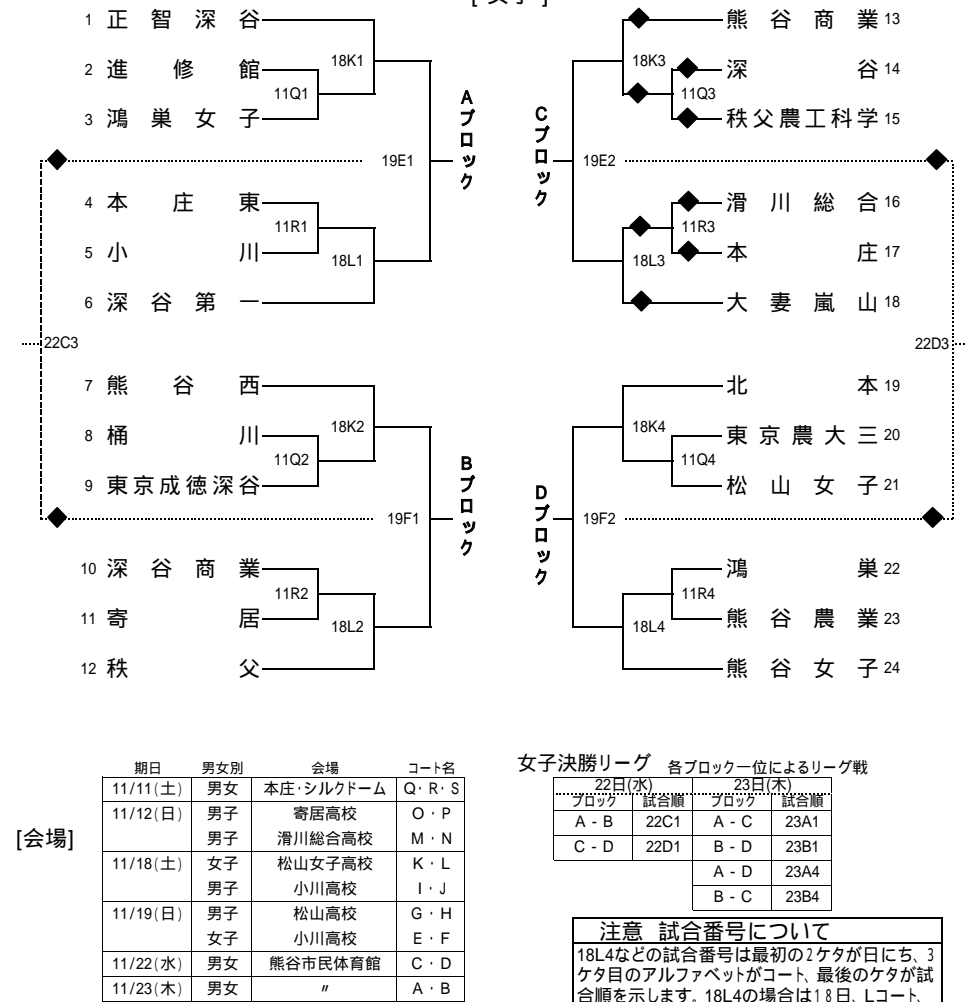 [ 女子 ]
1 正智深谷
2 進修館
3 鴻巣女子
4 本庄東
5 小川
6 深谷第一
7 熊谷西
8 桶川
9 東京成徳深谷
10 深谷商業
11 寄居
12 秩父
18K1
11Q1
19E1
11R1
18L1
22C3
18K2
11Q2
19F1
11R2
18L2
Aブロック
Bブロック
Cブロック
Dブロック
熊谷商業 13
深谷 14
秩父農工科学 15
滑川総合 16
本庄 17
大妻嵐山 18
北本 19
東京農大三 20
松山女子 21
鴻巣 22
熊谷農業 23
熊谷女子 24
18K3
11Q3
19E2
11R3
18L3
22D3
18K4
11Q4
19F2
11R4
18L4
[会場]
期日 男女別 会場 コート名
11/11(土) 男女 本庄・シルクドーム Q・R・S
11/12(日) 男子 寄居高校 O・P
男子 滑川総合高校 M・N
11/18(土) 女子 松山女子高校 K・L
男子 小川高校 I・J
11/19(日) 男子 松山高校 G・H
女子 小川高校 E・F
11/22(水) 男女 熊谷市民体育館 C・D
11/23(木) 男女 〃 A・B
女子決勝リーグ 各ブロック一位によるリーグ戦
22日(水) 23日(木)
ブロック 試合順 ブロック 試合順
A - B 22C1 A - C 23A1
C - D 22D1 B - D 23B1
A - D 23A4
B - C 23B4
注意 試合番号について
18L4などの試合番号は最初の2ケタが日にち、3
ケタ目のアルファベットがコート、最後のケタが試
合順を示します。18L4の場合は18日、Lコート、